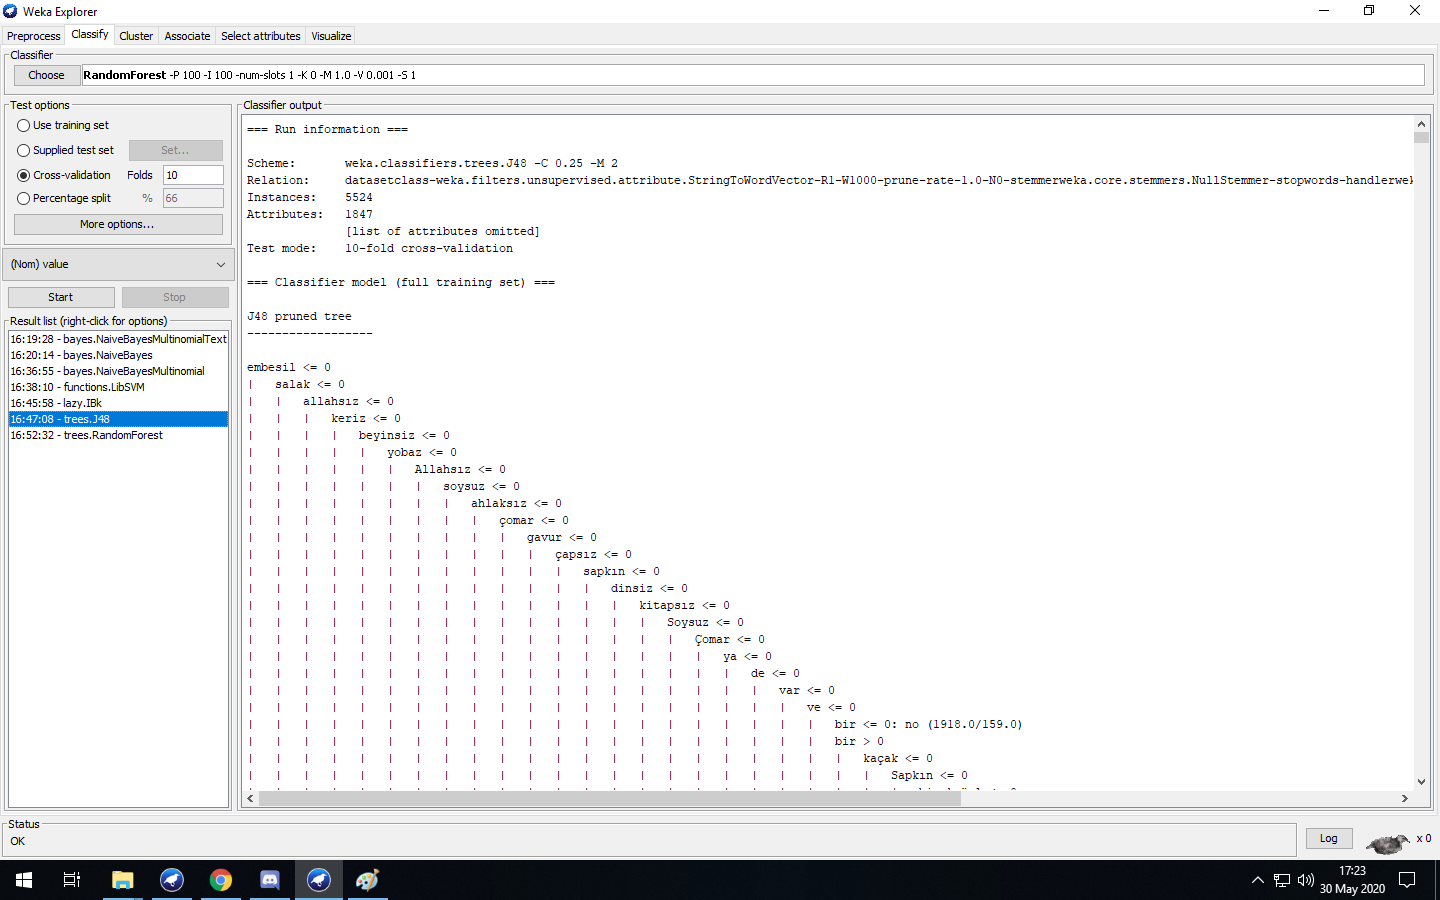 Weka Explorer
Preprocess Classify Cluster Associate Select attributes Visualize
Classifier
Choose RandomForest -P 100 -I 100 -num-slots 1 -K 0 -M 1.0 -V 0.001 -S 1
Test options
Use training set
Supplied test set Set...
Cross-validation Folds 10
Percentage split % 66
More options...
(Nom) value
Start Stop
Result list (right-click for options)
16:19:28 - bayes.NaiveBayesMultinomialText
16:20:14 - bayes.NaiveBayes
16:36:55 - bayes.NaiveBayesMultinomial
16:38:10 - functions.LibSVM
16:45:58 - lazy.IBk
16:47:08 - trees.J48
16:52:32 - trees.RandomForest
Classifier output
=== Run information ===
Scheme: weka.classifiers.trees.J48 -C 0.25 -M 2
Relation: datasetclass-weka.filters.unsupervised.attribute.StringToWordVector-R1-W1000-prune-rate-1.0-N0-stemmerweka.core.stemmers.NullStemmer-stopwords-handlerwek
Instances: 5524
Attributes: 1847
[list of attributes omitted]
Test mode: 10-fold cross-validation
=== Classifier model (full training set) ===
J48 pruned tree
------------------
embesil <= 0
| salak <= 0
| | allahsız <= 0
| | | keriz <= 0
| | | | beyinsiz <= 0
| | | | | yobaz <= 0
| | | | | | Allahsız <= 0
| | | | | | | soysuz <= 0
| | | | | | | | ahlaksız <= 0
| | | | | | | | | çomar <= 0
| | | | | | | | | | gavur <= 0
| | | | | | | | | | | çapsız <= 0
| | | | | | | | | | | | sapkın <= 0
| | | | | | | | | | | | | dinsiz <= 0
| | | | | | | | | | | | | | kitapsız <= 0
| | | | | | | | | | | | | | | Soysuz <= 0
| | | | | | | | | | | | | | | | Çomar <= 0
| | | | | | | | | | | | | | | | | ya <= 0
| | | | | | | | | | | | | | | | | | de <= 0
| | | | | | | | | | | | | | | | | | | var <= 0
| | | | | | | | | | | | | | | | | | | | ve <= 0
| | | | | | | | | | | | | | | | | | | | | bir <= 0: no (1918.0/159.0)
| | | | | | | | | | | | | | | | | | | | | bir > 0
| | | | | | | | | | | | | | | | | | | | | | kaçak <= 0
| | | | | | | | | | | | | | | | | | | | | | | Sapkın <= 0
Status
OK
Log
x 0
17:23
30 May 2020